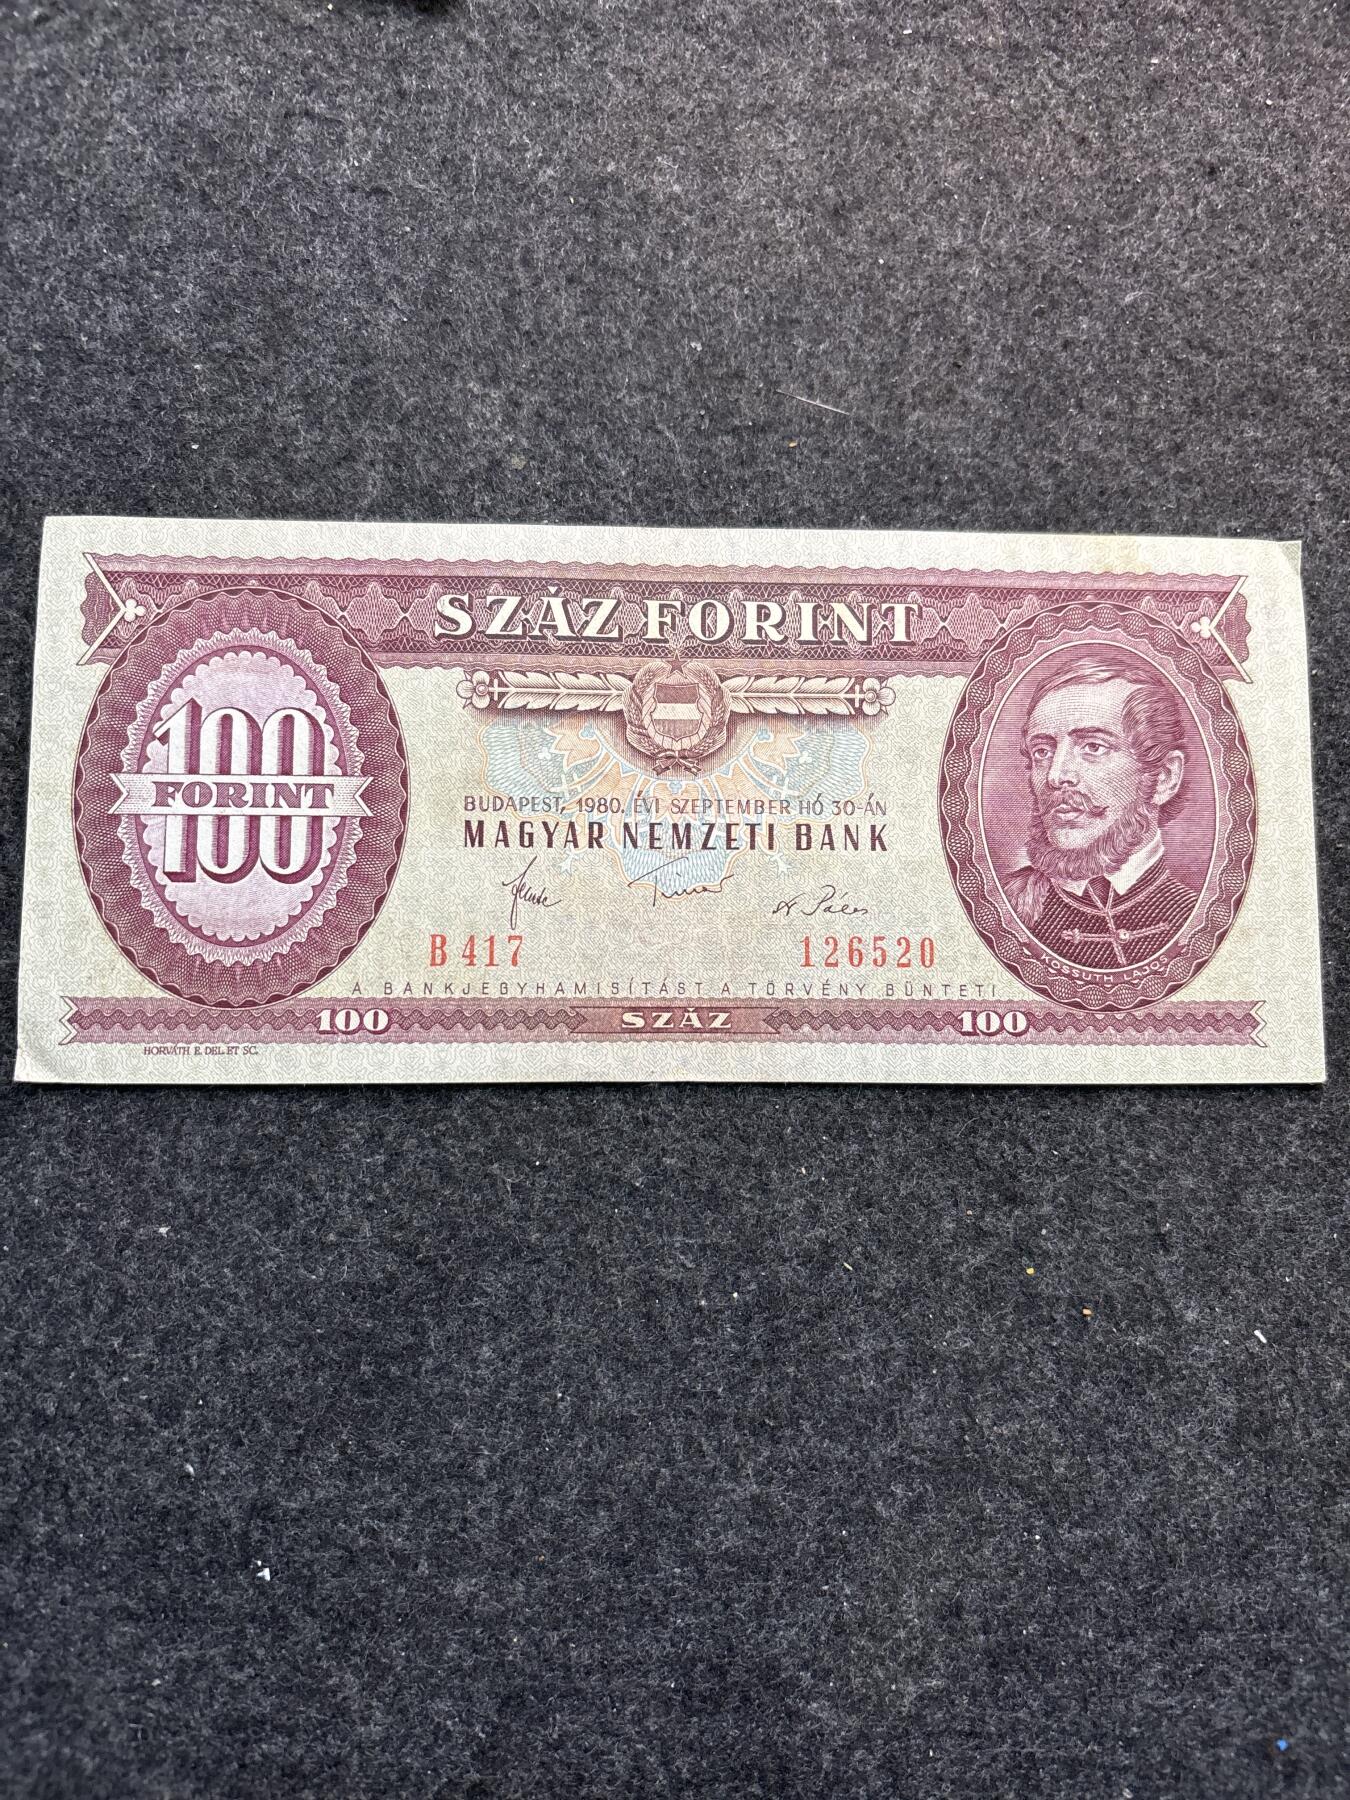 SZÁZ FORINT
100
FORINT
100
BUDAPEST, 1980. ÉVI SZEPTEMBER HÓ 30-ÁN
MAGYAR NEMZETI BANK
B 417
126520
KOSSUTH LAJOS
A BANKJEGYHAMISÍTÁST A TÖRVÉNY BÜNTETI
100
SZÁZ
100
HORVÁTH E. DEL. ET SC.